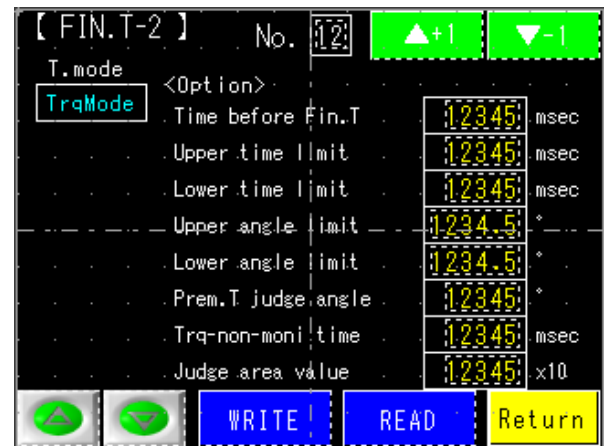 【 FIN.T-2 】 No. 12 ▲+1 ▼-1
T.mode
<Option>
TrqMode
Time before Fin.T 12345 msec
Upper time limit 12345 msec
Lower time limit 12345 msec
Upper angle limit 1234.5 °
Lower angle limit 1234.5 °
Prem.T judge angle 12345 °
Trq-non-moni time 12345 msec
Judge area value 12345 x10
WRITE READ Return